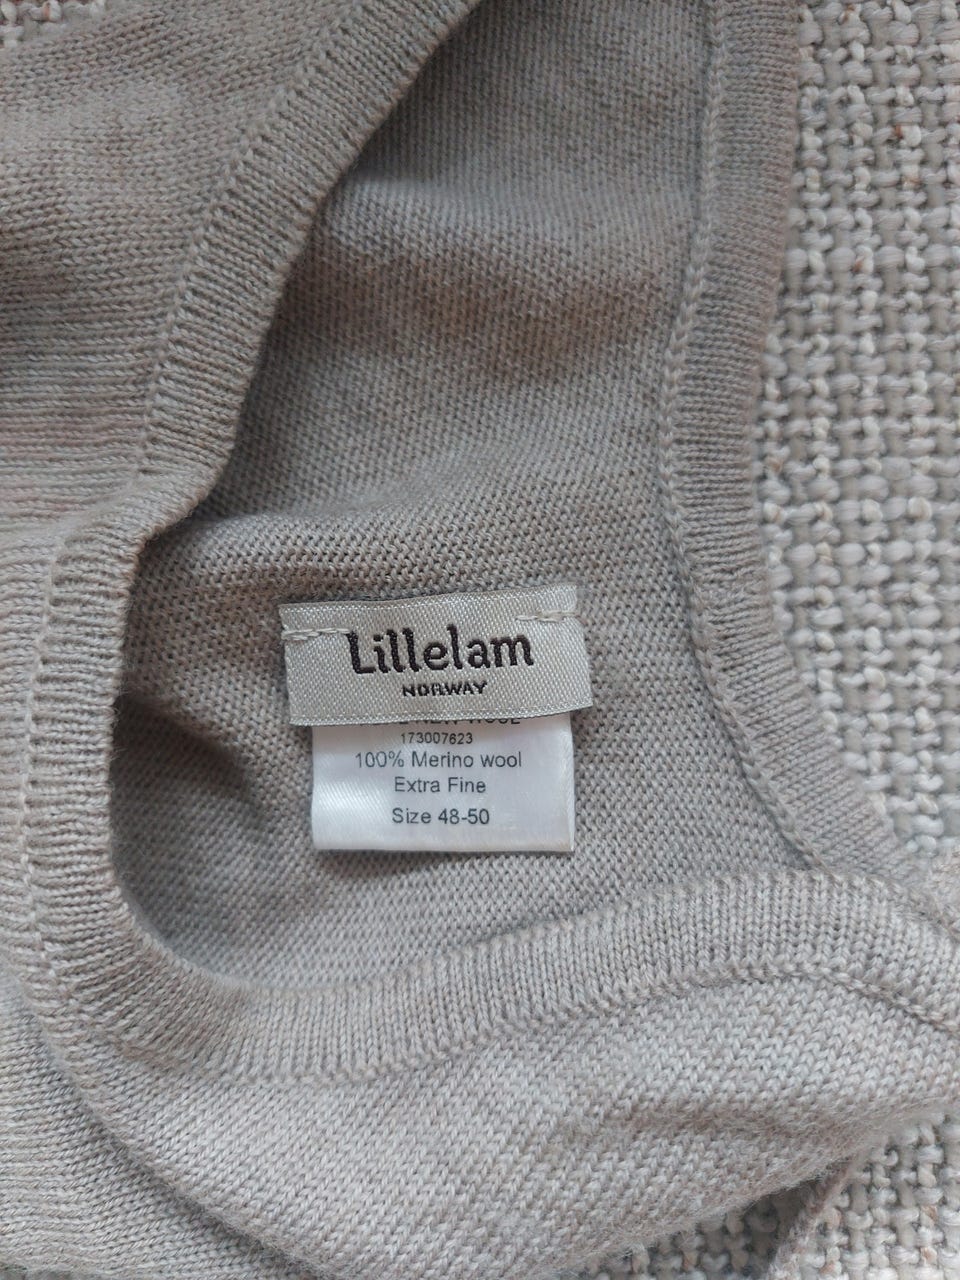 Lillelam
NORWAY
173007623
100% Merino wool
Extra Fine
Size 48-50